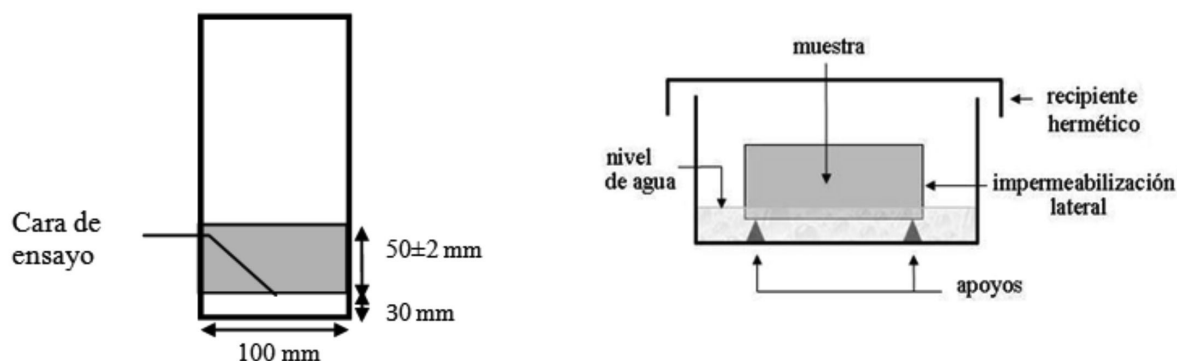 Cara de
ensayo
50±2 mm
30 mm
100 mm
muestra
recipiente
hermético
nivel
de agua
impermeabilización
lateral
apoyos